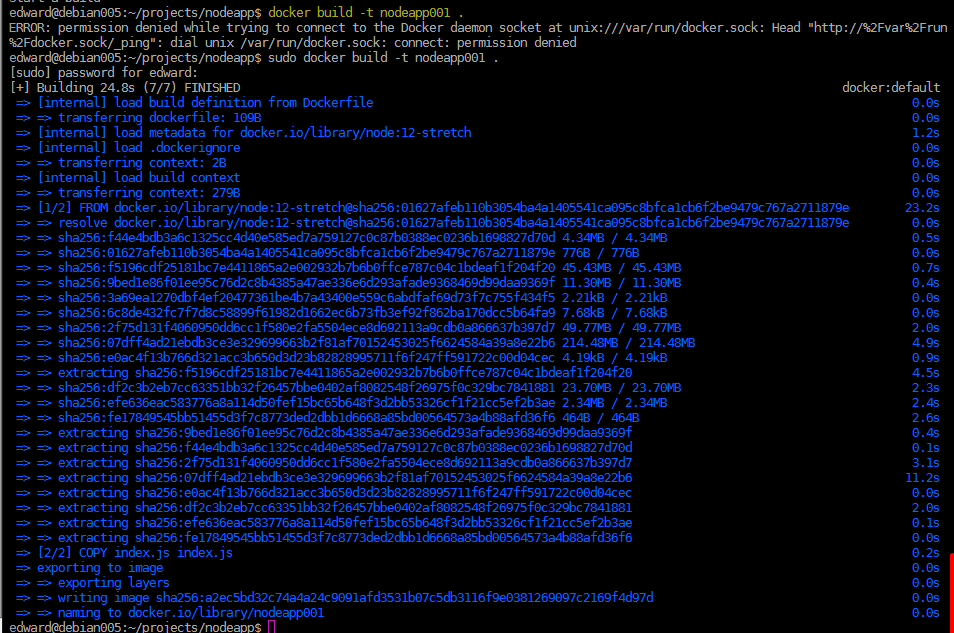 edward@debian005:~/projects/nodeapp$ docker build -t nodeapp001 .
ERROR: permission denied while trying to connect to the Docker daemon socket at unix:///var/run/docker.sock: Head "http://%2Fvar%2Frun
%2Fdocker.sock/_ping": dial unix /var/run/docker.sock: connect: permission denied
edward@debian005:~/projects/nodeapp$ sudo docker build -t nodeapp001 .
[sudo] password for edward:
[+] Building 24.8s (7/7) FINISHED docker:default
=> [internal] load build definition from Dockerfile 0.0s
=> => transferring dockerfile: 109B 0.0s
=> [internal] load metadata for docker.io/library/node:12-stretch 1.2s
=> [internal] load .dockerignore 0.0s
=> => transferring context: 2B 0.0s
=> [internal] load build context 0.0s
=> => transferring context: 279B 0.0s
=> [1/2] FROM docker.io/library/node:12-stretch@sha256:01627afeb110b3054ba4a1405541ca095c8bfca1cb6f2be9479c767a2711879e 23.2s
=> => resolve docker.io/library/node:12-stretch@sha256:01627afeb110b3054ba4a1405541ca095c8bfca1cb6f2be9479c767a2711879e 0.0s
=> => sha256:f44e4bdb3a6c1325cc4d40e585ed7a759127c0c87b0388ec0236b1698827d70d 4.34MB / 4.34MB 0.5s
=> => sha256:01627afeb110b3054ba4a1405541ca095c8bfca1cb6f2be9479c767a2711879e 776B / 776B 0.0s
=> => sha256:f5196cdf25181bc7e4411865a2e002932b7b6b0ffce787c04c1bdeaf1f204f20 45.43MB / 45.43MB 0.7s
=> => sha256:9bed1e86f01ee95c76d2c8b4385a47ae336e6d293afade9368469d99daa9369f 11.30MB / 11.30MB 0.4s
=> => sha256:3a69ea1270dbf4ef20477361be4b7a43400e559c6abdfaf69d73f7c755f434f5 2.21kB / 2.21kB 0.0s
=> => sha256:6c8de432fc7f7d8c58899f61982d1662ec6b73fb3ef92f862ba170dcc5b64fa9 7.68kB / 7.68kB 0.0s
=> => sha256:2f75d131f4060950dd6cc1f580e2fa5504ece8d692113a9cdb0a866637b397d7 49.77MB / 49.77MB 2.0s
=> => sha256:07dff4ad21ebdb3ce3e329699663b2f81af70152453025f6624584a39a8e22b6 214.48MB / 214.48MB 4.9s
=> => sha256:e0ac4f13b766d321acc3b650d3d23b82828995711f6f247ff591722c00d04cec 4.19kB / 4.19kB 0.9s
=> => extracting sha256:f5196cdf25181bc7e4411865a2e002932b7b6b0ffce787c04c1bdeaf1f204f20 4.5s
=> => sha256:df2c3b2eb7cc63351bb32f26457bbe0402af8082548f26975f0c329bc7841881 23.70MB / 23.70MB 2.3s
=> => sha256:efe636eac583776a8a114d50fef15bc65b648f3d2bb53326cf1f21cc5ef2b3ae 2.34MB / 2.34MB 2.4s
=> => sha256:fe17849545bb51455d3f7c8773ded2dbb1d6668a85bd00564573a4b88afd36f6 464B / 464B 2.6s
=> => extracting sha256:9bed1e86f01ee95c76d2c8b4385a47ae336e6d293afade9368469d99daa9369f 0.4s
=> => extracting sha256:f44e4bdb3a6c1325cc4d40e585ed7a759127c0c87b0388ec0236b1698827d70d 0.1s
=> => extracting sha256:2f75d131f4060950dd6cc1f580e2fa5504ece8d692113a9cdb0a866637b397d7 3.1s
=> => extracting sha256:07dff4ad21ebdb3ce3e329699663b2f81af70152453025f6624584a39a8e22b6 11.2s
=> => extracting sha256:e0ac4f13b766d321acc3b650d3d23b82828995711f6f247ff591722c00d04cec 0.0s
=> => extracting sha256:df2c3b2eb7cc63351bb32f26457bbe0402af8082548f26975f0c329bc7841881 2.0s
=> => extracting sha256:efe636eac583776a8a114d50fef15bc65b648f3d2bb53326cf1f21cc5ef2b3ae 0.1s
=> => extracting sha256:fe17849545bb51455d3f7c8773ded2dbb1d6668a85bd00564573a4b88afd36f6 0.0s
=> [2/2] COPY index.js index.js 0.2s
=> exporting to image 0.0s
=> => exporting layers 0.0s
=> => writing image sha256:a2ec5bd32c74a4a24c9091afd3531b07c5db3116f9e0381269097c2169f4d97d 0.0s
=> => naming to docker.io/library/nodeapp001 0.0s
edward@debian005:~/projects/nodeapp$